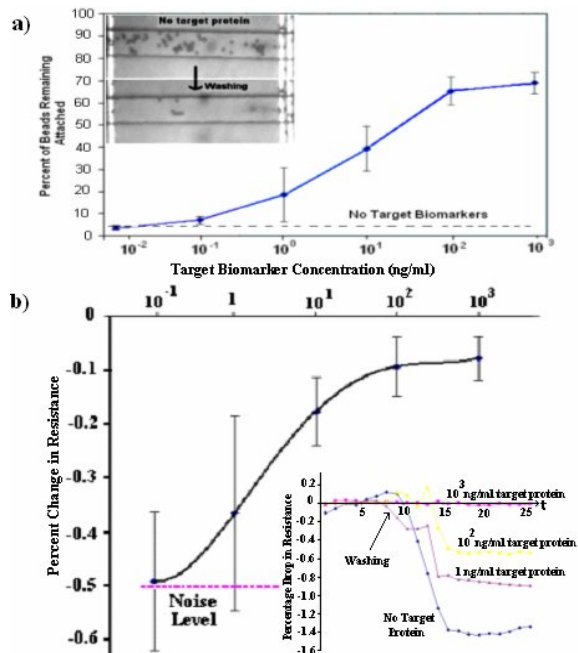 a)
No target protein
Washing
Percent of Beads Remaining
Attached
100
90
80
70
60
50
40
30
20
10
0
No Target Biomarkers
10-2 10-1 100 101 10-2 103
Target Biomarker Concentration (ng/ml)
b)
10-1 1 101 102 103
Percent Change in Resistance
0
-0.1
-0.2
-0.3
-0.4
-0.5
-0.6
Noise
Level
Percentage Drop in Resistance
0.2
0
-0.2
-0.4
-0.6
-0.8
-1.0
-1.2
-1.4
-1.6
5 10 15 20 25 t
103 ng/ml target protein
102 ng/ml target protein
1 ng/ml target protein
Washing
No Target
Protein